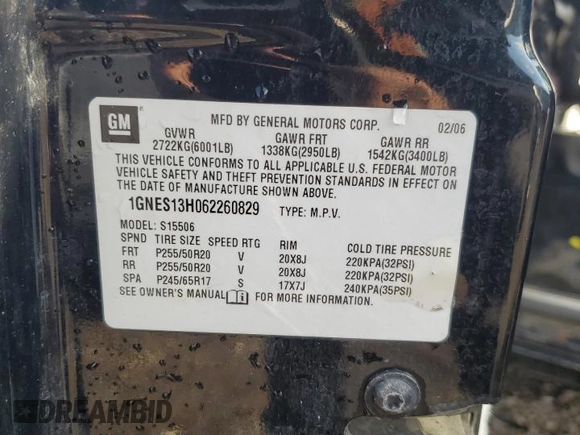 GM
MFD BY GENERAL MOTORS CORP. 02/06
GVWR GAWR FRT GAWR RR
2722KG(6001LB) 1338KG(2950LB) 1542KG(3400LB)
THIS VEHICLE CONFORMS TO ALL APPLICABLE U.S. FEDERAL MOTOR
VEHICLE SAFETY AND THEFT PREVENTION STANDARDS IN EFFECT ON
THE DATE OF MANUFACTURE SHOWN ABOVE.
1GNES13H062260829 TYPE: M.P.V.
MODEL: S15506
SPND TIRE SIZE SPEED RTG RIM COLD TIRE PRESSURE
FRT P255/50R20 V 20X8J 220KPA(32PSI)
RR P255/50R20 V 20X8J 220KPA(32PSI)
SPA P245/65R17 S 17X7J 240KPA(35PSI)
SEE OWNER'S MANUAL FOR MORE INFORMATION.
DREAMBID